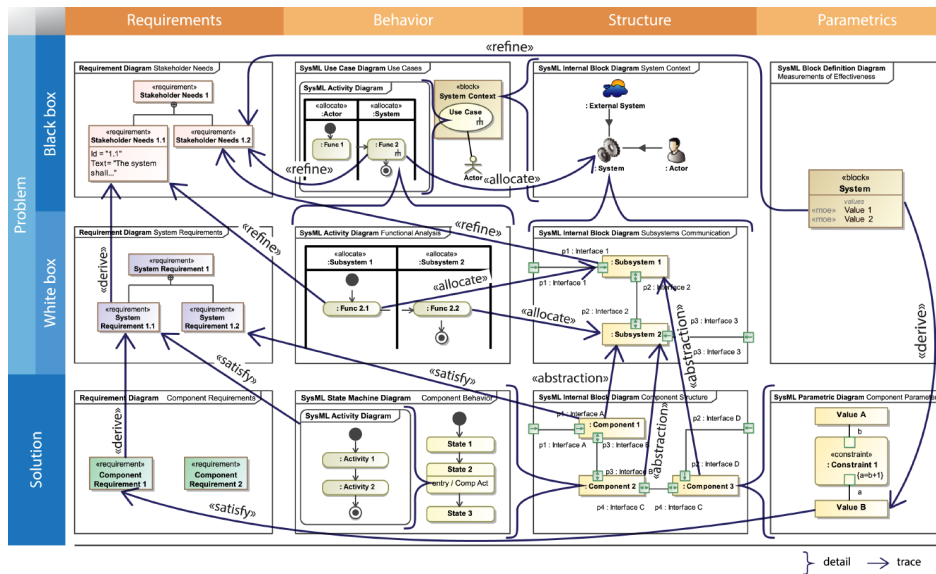 Requirements
Behavior
Structure
Parametrics
Problem
Black box
White box
Solution
Requirement Diagram Stakeholder Needs
«requirement»
Stakeholder Needs 1
«requirement»
Stakeholder Needs 1.1
Id = "1.1"
Text= "The system
shall..."
«requirement»
Stakeholder Needs 1.2
SysML Use Case Diagram Use Cases
SysML Activity Diagram
«allocate»
:Actor
«allocate»
:System
: Func 1
: Func 2
«block»
System Context
Use Case
Actor
SysML Internal Block Diagram System Context
: External System
: System
: Actor
SysML Block Definition Diagram
Measurements of Effectiveness
«block»
System
values
«moe» Value 1
«moe» Value 2
«refine»
«refine»
«allocate»
Requirement Diagram System Requirements
«requirement»
System Requirement 1
«requirement»
System
Requirement 1.1
«requirement»
System
Requirement 1.2
«derive»
«refine»
SysML Activity Diagram Functional Analysis
«allocate»
:Subsystem 1
«allocate»
:Subsystem 2
: Func 2.1
: Func 2.2
«refine»
«allocate»
«allocate»
SysML Internal Block Diagram Subsystems Communication
p1 : Interface 1
p1 : Interface 1
: Subsystem 1
p2 : Interface 2
p2 : Interface 2
: Subsystem 2
p3 : Interface 3
p3 : Interface 3
«abstraction»
«derive»
«satisfy»
«satisfy»
«abstraction»
«abstraction»
Requirement Diagram Component Requirements
«derive»
«requirement»
Component
Requirement 1
«requirement»
Component
Requirement 2
«satisfy»
SysML State Machine Diagram Component Behavior
SysML Activity Diagram
: Activity 1
: Activity 2
State 1
State 2
entry / Comp Act
State 3
SysML Internal Block Diagram Component Structure
p1 : Interface A
p1 : Interface A
: Component 1
p2 : Interface D
p3 : Interface B
p3 : Interface B
p2 : Interface D
: Component 2
: Component 3
p4 : Interface C
p4 : Interface C
SysML Parametric Diagram Component Parameter
Value A
b
«constraint»
: Constraint 1
{a=b+1}
a
Value B
detail
trace